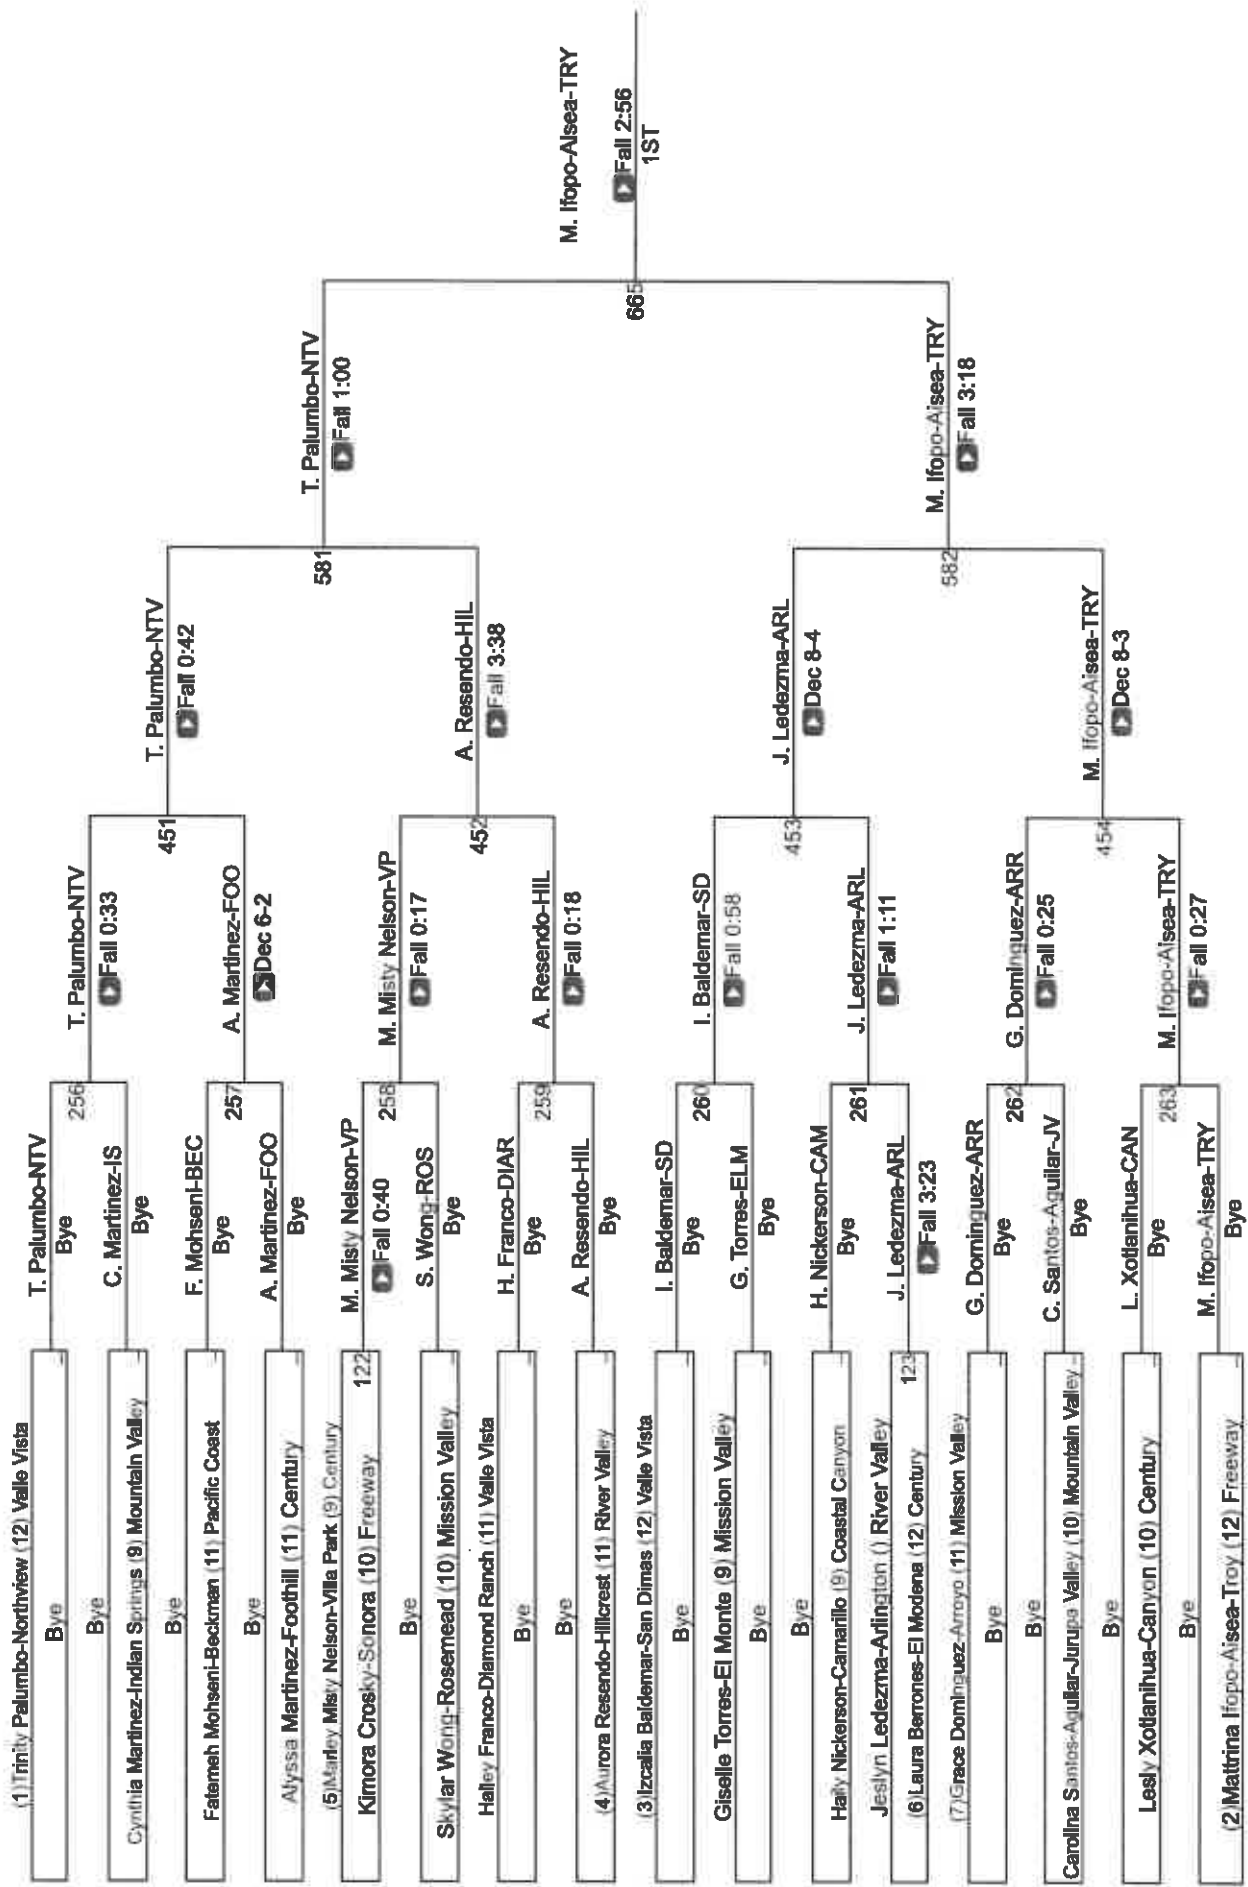 (1)Trinity Palumbo-Northview (12) Valle Vista
Bye
Bye
Cynthia Martinez-Indian Springs (9) Mountain Valley
Bye
Fatemeh Mohseni-Beckman (11) Pacific Coast
Bye
Alyssa Martinez-Foothill (11) Century
(5)Marley Misty Nelson-Villa Park (9) Century
122
Kimora Crosky-Sonora (10) Freeway
Bye
Skylar Wong-Rosemead (10) Mission Valley
Hailey Franco-Diamond Ranch (11) Valle Vista
Bye
Bye
(4)Aurora Resendo-Hillcrest (11) River Valley
(3)Izcalia Baldemar-San Dimas (12) Valle Vista
Bye
Giselle Torres-El Monte (9) Mission Valley
Bye
Bye
Haily Nickerson-Camarillo (9) Coastal Canyon
Jeslyn Ledezma-Arlington () River Valley
123
(6)Laura Berrones-El Modena (12) Century
(7)Grace Dominguez-Arroyo (11) Mission Valley
Bye
Bye
Carolina Santos-Aguilar-Jurupa Valley (10) Mountain Valley
Bye
Lesly Xotlanihua-Canyon (10) Century
Bye
(2)Mattrina Ifopo-Aisea-Troy (12) Freeway
T. Palumbo-NTV
Bye
256
C. Martinez-IS
Bye
F. Mohseni-BEC
Bye
257
A. Martinez-FOO
Bye
M. Misty Nelson-VP
Fall 0:40
258
S. Wong-ROS
Bye
H. Franco-DIAR
Bye
259
A. Resendo-HIL
Bye
I. Baldemar-SD
Bye
260
G. Torres-ELM
Bye
H. Nickerson-CAM
Bye
261
J. Ledezma-ARL
Fall 3:23
G. Dominguez-ARR
Bye
262
C. Santos-Aguilar-JV
Bye
L. Xotlanihua-CAN
Bye
263
M. Ifopo-Aisea-TRY
Bye
T. Palumbo-NTV
Fall 0:33
451
A. Martinez-FOO
Dec 6-2
M. Misty Nelson-VP
Fall 0:17
452
A. Resendo-HIL
Fall 0:18
I. Baldemar-SD
Fall 0:58
453
J. Ledezma-ARL
Fall 1:11
G. Dominguez-ARR
Fall 0:25
454
M. Ifopo-Aisea-TRY
Fall 0:27
T. Palumbo-NTV
Fall 0:42
581
A. Resendo-HIL
Fall 3:38
J. Ledezma-ARL
Dec 8-4
582
M. Ifopo-Aisea-TRY
Dec 8-3
T. Palumbo-NTV
Fall 1:00
665
M. Ifopo-Aisea-TRY
Fall 3:18
M. Ifopo-Aisea-TRY
Fall 2:56
1ST